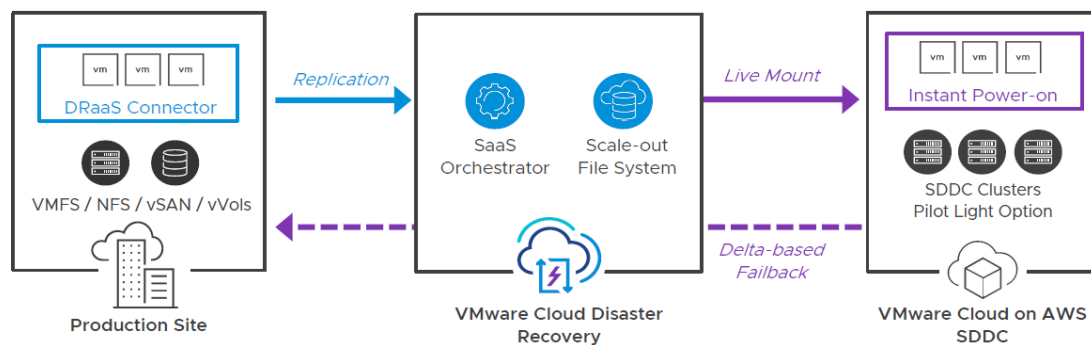 vm vm vm
DRaaS Connector
VMFS / NFS / vSAN / vVols
Production Site
Replication
SaaS
Orchestrator
Scale-out
File System
VMware Cloud Disaster
Recovery
Live Mount
Delta-based
Failback
vm vm vm
Instant Power-on
SDDC Clusters
Pilot Light Option
VMware Cloud on AWS
SDDC